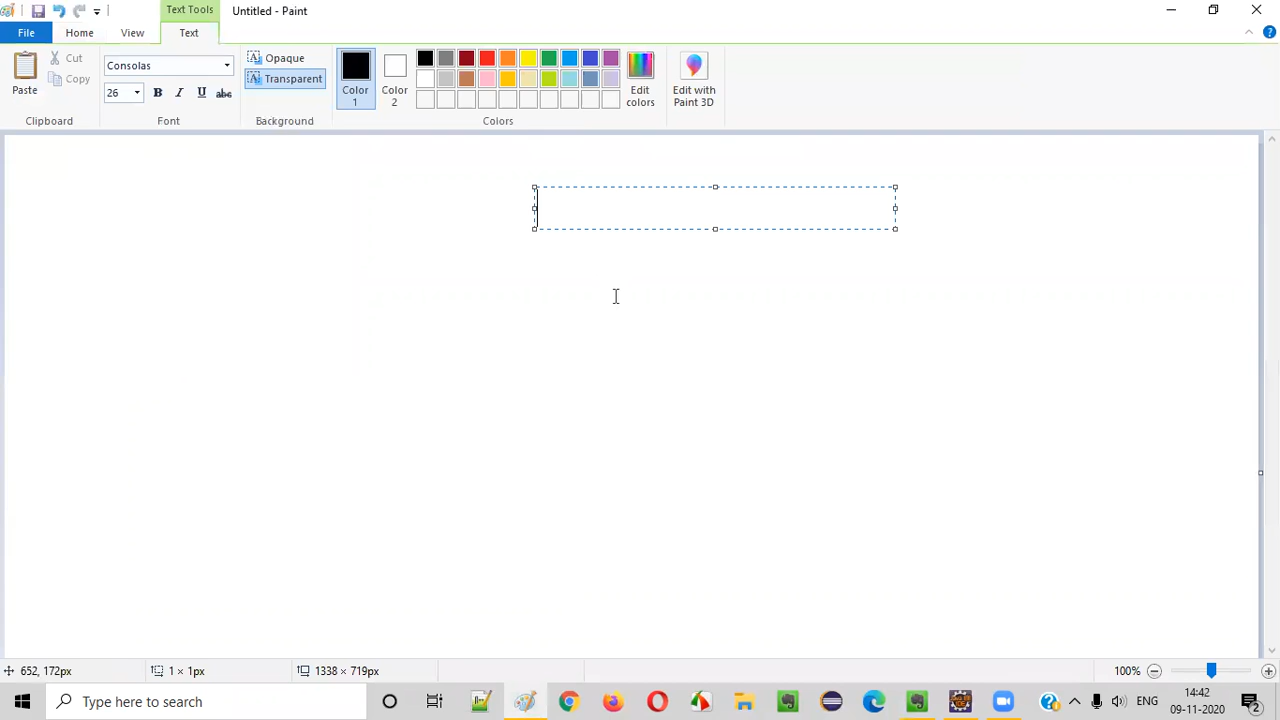 Text Tools
Untitled - Paint
File
Home
View
Text
Paste
Cut
Copy
Clipboard
Consolas
26
B
I
U
abc
Font
Opaque
Transparent
Background
Color
1
Color
2
Edit
colors
Colors
Edit with
Paint 3D
652, 172px
1 × 1px
1338 × 719px
100%
Type here to search
ENG
14:42
09-11-2020
2